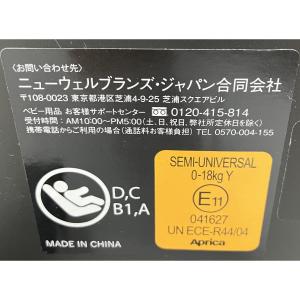 〈お問い合わせ先〉
ニューウェルブランズ・ジャパン合同会社
〒108-0023 東京都港区芝浦4-9-25 芝浦スクエアビル
ベビー用品 お客様サポートセンター 0120-415-814
受付時間：AM10:00〜PM5:00（土、日、祝日、弊社所定休日を除く）
携帯電話からご利用の場合（通話料お客様負担）TEL 0570-004-155
D,C
B1,A
MADE IN CHINA
SEMI-UNIVERSAL
0-18kg Y
E11
041627
UN ECE-R44/04
Aprica